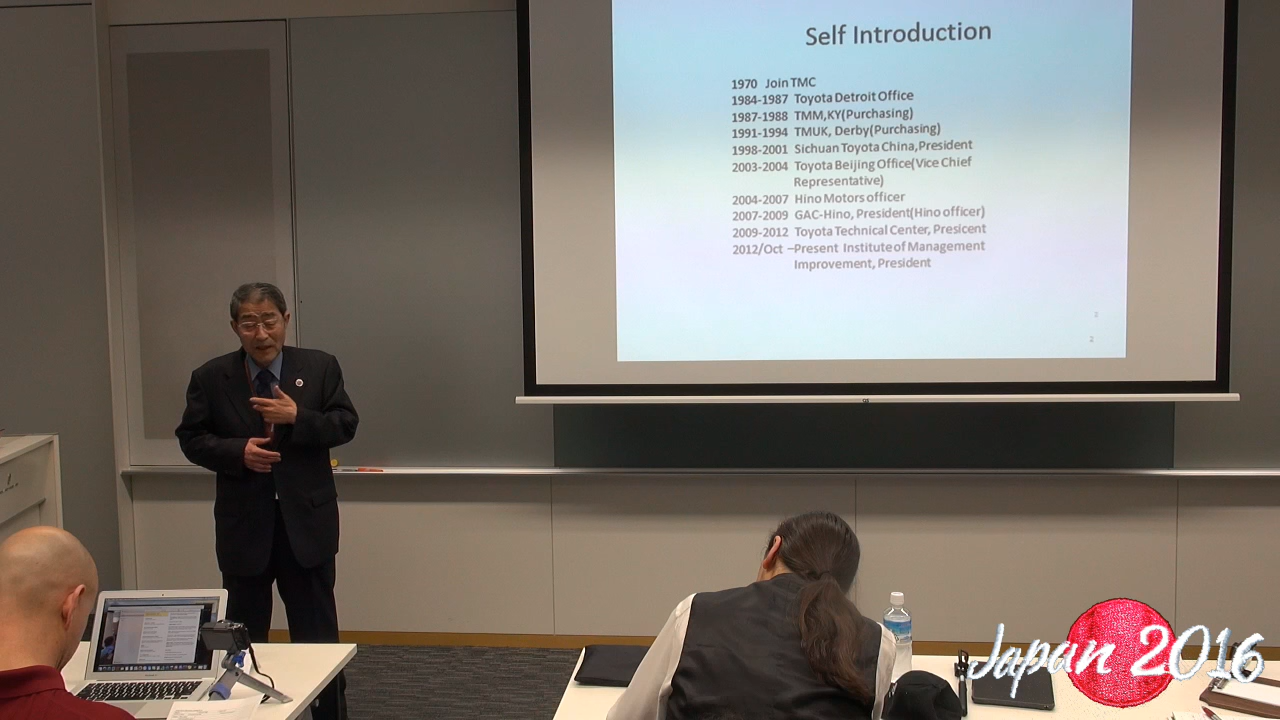 Self Introduction
1970 Join TMC
1984-1987 Toyota Detroit Office
1987-1988 TMM,KY(Purchasing)
1991-1994 TMUK, Derby(Purchasing)
1998-2001 Sichuan Toyota China,President
2003-2004 Toyota Beijing Office(Vice Chief
Representative)
2004-2007 Hino Motors officer
2007-2009 GAC-Hino, President(Hino officer)
2009-2012 Toyota Technical Center, Presicent
2012/Oct –Present Institute of Management
Improvement, President
2
Japan 2016